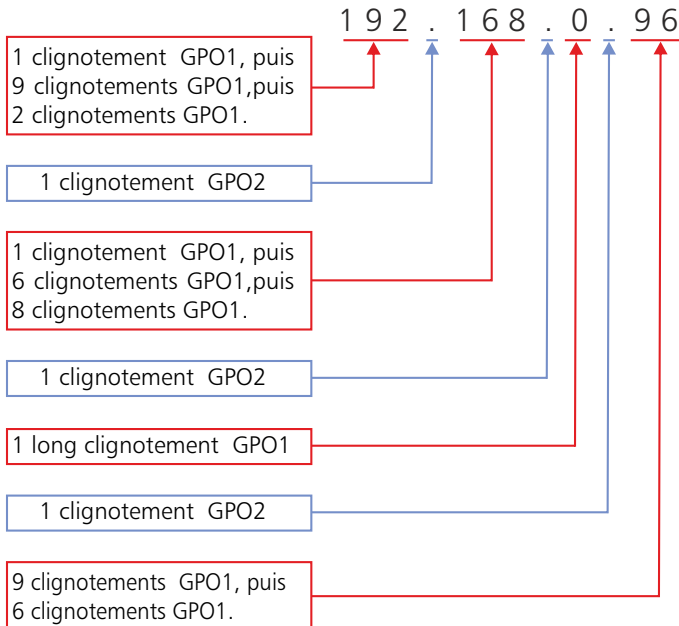 192.168.0.96
1 clignotement GPO1, puis
9 clignotements GPO1,puis
2 clignotements GPO1.
1 clignotement GPO2
1 clignotement GPO1, puis
6 clignotements GPO1,puis
8 clignotements GPO1.
1 clignotement GPO2
1 long clignotement GPO1
1 clignotement GPO2
9 clignotements GPO1, puis
6 clignotements GPO1.